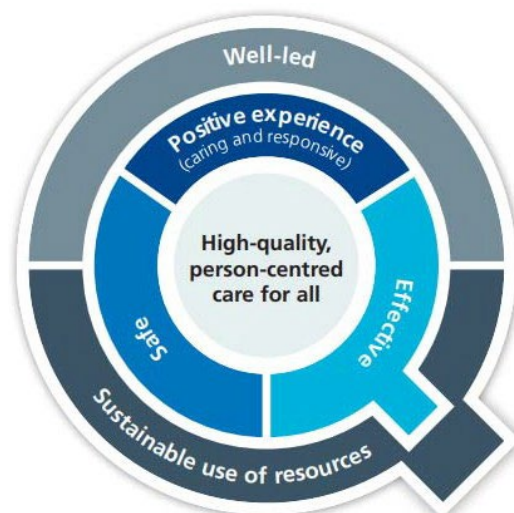 Well-led
Positive experience
(caring and responsive)
High-quality,
person-centred
care for all
Safe
Effective
Sustainable use of resources